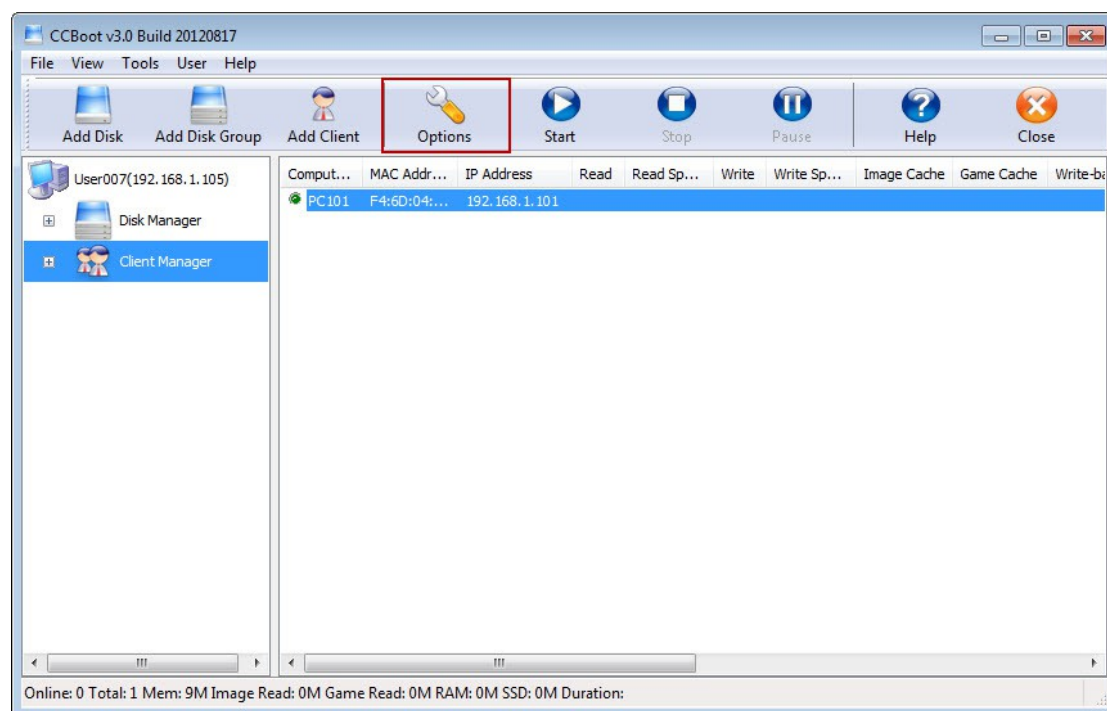 CCBoot v3.0 Build 20120817
File View Tools User Help
Add Disk Add Disk Group Add Client Options Start Stop Pause Help Close
User007(192.168.1.105)
Disk Manager
Client Manager
Comput... MAC Addr... IP Address Read Read Sp... Write Write Sp... Image Cache Game Cache Write-ba
PC101 F4:6D:04:... 192.168.1.101
Online: 0 Total: 1 Mem: 9M Image Read: 0M Game Read: 0M RAM: 0M SSD: 0M Duration: